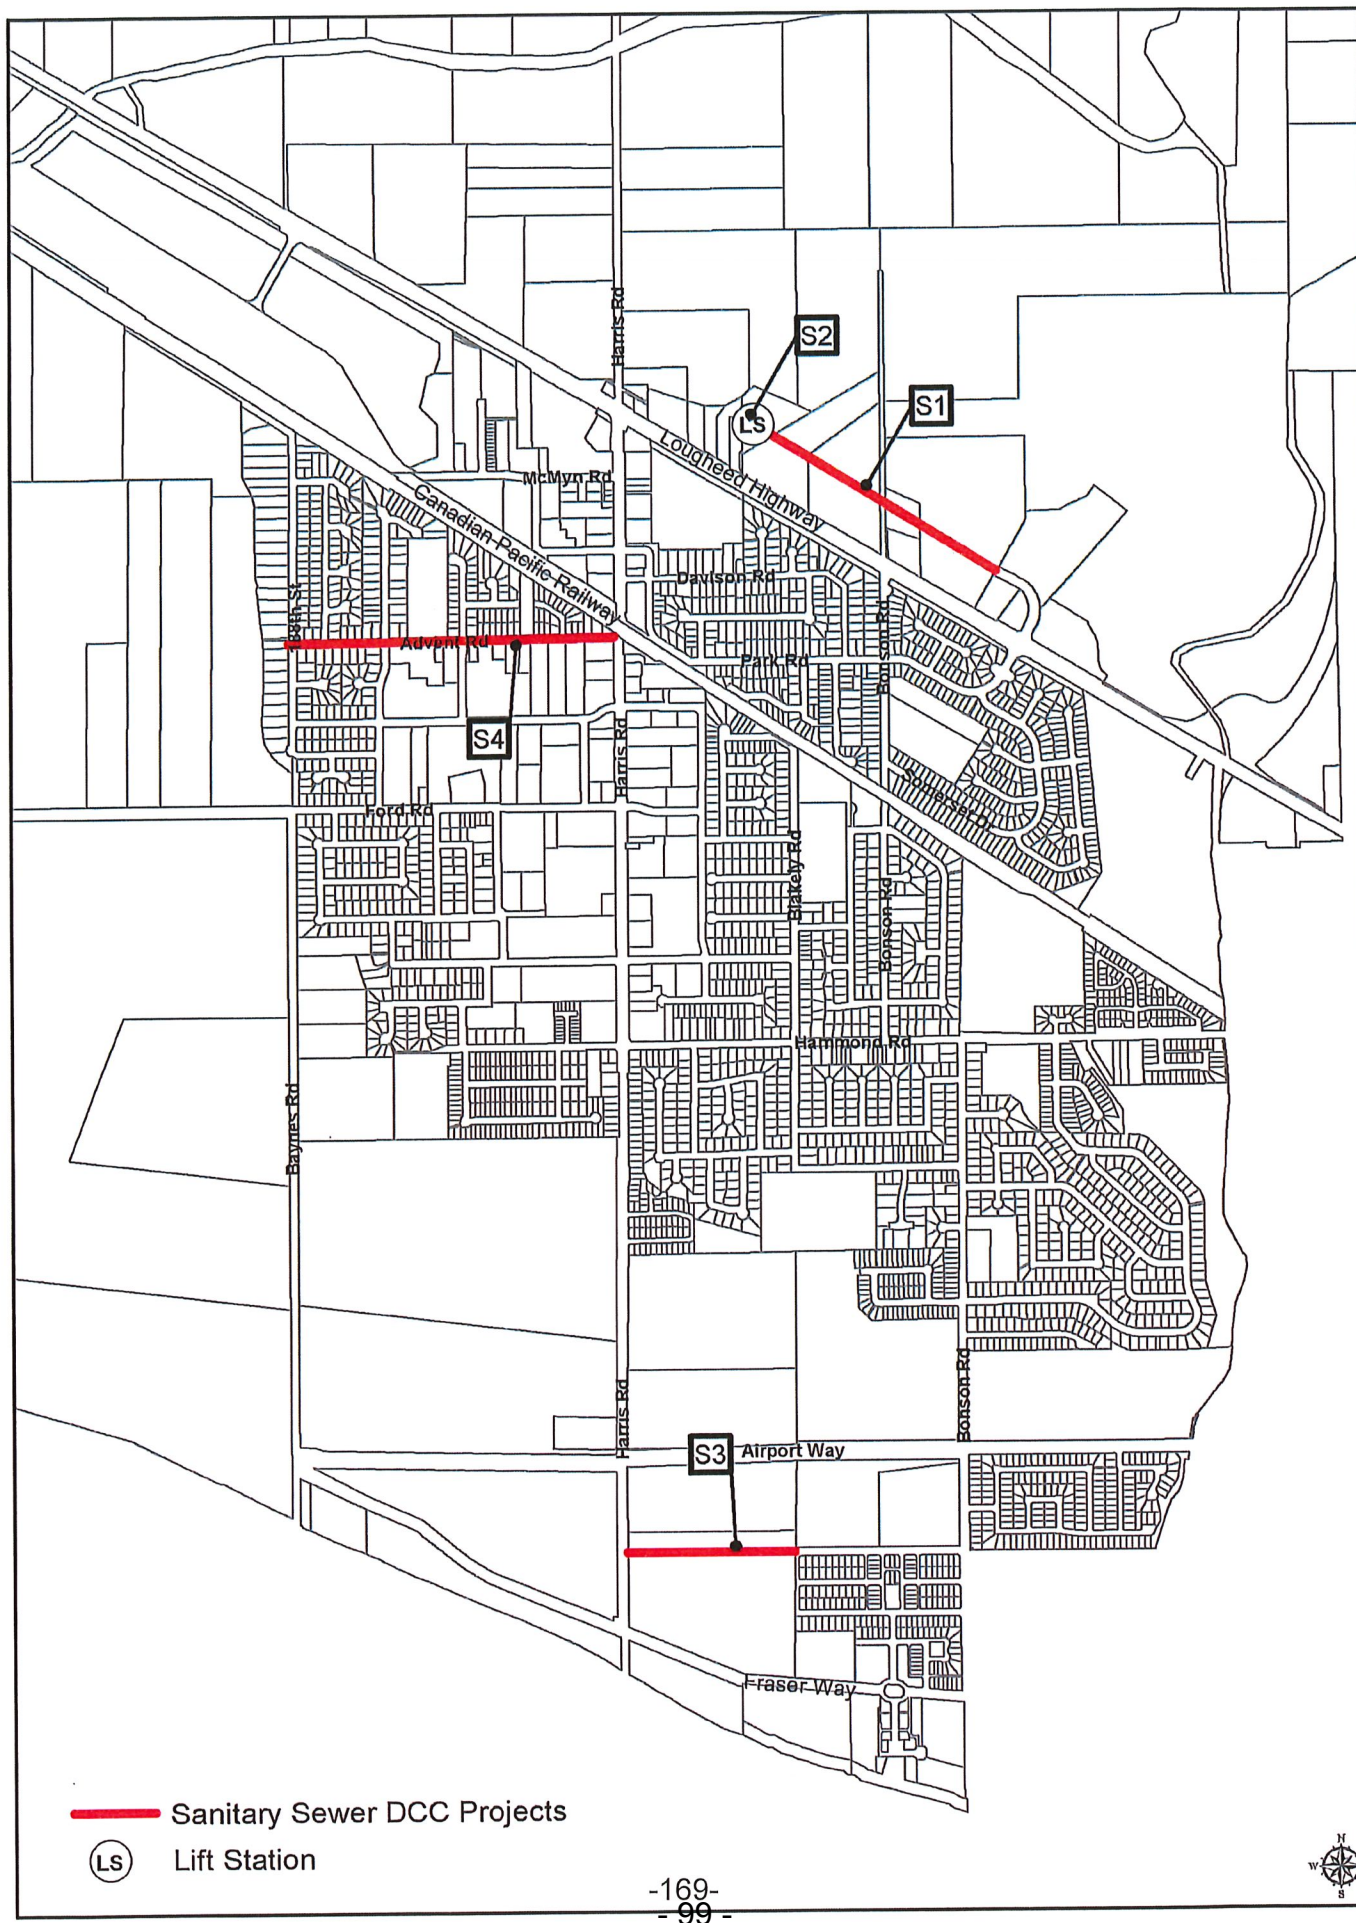 Harris Rd
S2
S1
LS
Lougheed Highway
McMyn Rd
Canadian Pacific Railway
Davison Rd
188th St
Advent Rd
Bonson Rd
Park Rd
S4
Harris Rd
Somerset Dr
Ford Rd
Blakely Rd
Bonson Rd
Hammond Rd
Baynes Rd
Bonson Rd
Harris Rd
S3
Airport Way
Fraser Way
Sanitary Sewer DCC Projects
LS
Lift Station
N
W
S
-169-
- 99 -